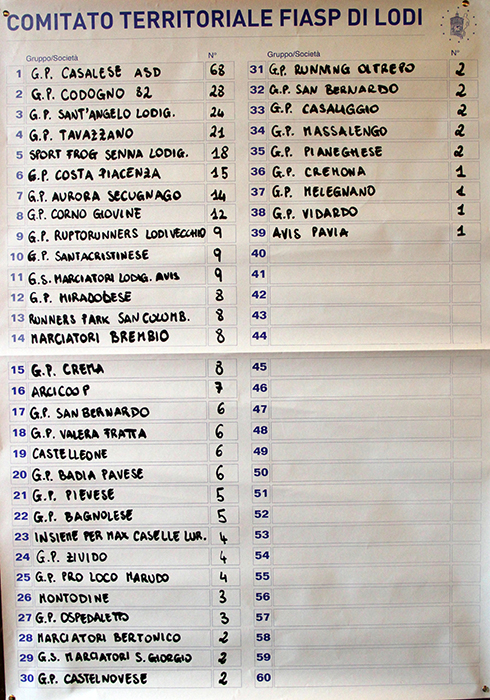 COMITATO TERRITORIALE FIASP DI LODI
Gruppo/Società N°
1 G.P. CASALESE ASD 68
2 G.P. CODOGNO 82 28
3 G.P. SANT'ANGELO LODIG. 24
4 G.P. TAVAZZANO 21
5 SPORT FROG SENNA LODIG. 18
6 G.P. COSTA PIACENZA 15
7 G.P. AURORA SECUGNAGO 14
8 G.P. CORNO GIOVINE 12
9 G.P. RUPTORUNNERS LODIVECCHIO 9
10 G.P. SANTACRISTINESE 9
11 G.S. MARCIATORI LODIG. AVIS 9
12 G.P. MIRADOBESE 8
13 RUNNERS PARK SAN COLOMB. 8
14 MARCIATORI BREMBIO 8
15 G.P. CREMA 8
16 ARCICOOP 7
17 G.P. SAN BERNARDO 6
18 G.P. VALERA FRATTA 6
19 CASTELLEONE 6
20 G.P. BADIA PAVESE 6
21 G.P. PIEVESE 5
22 G.P. BAGNOLESE 5
23 INSIEME PER MAX CASELLE LUR. 4
24 G.P. ZIVIDO 4
25 G.P. PRO LOCO MARUDO 4
26 MONTODINE 3
27 G.P. OSPEDALETTO 3
28 MARCIATORI BERTONICO 2
29 G.S. MARCIATORI S. GIORGIO 2
30 G.P. CASTELNOVESE 2
Gruppo/Società N°
31 G.P. RUNNING OLTREPO 2
32 G.P. SAN BERNARDO 2
33 G.P. CASALIGGIO 2
34 G.P. MASSALENGO 2
35 G.P. PIANEGHESE 2
36 G.P. CREMONA 1
37 G.P. MELEGNANO 1
38 G.P. VIDARDO 1
39 AVIS PAVIA 1
40
41
42
43
44
45
46
47
48
49
50
51
52
53
54
55
56
57
58
59
60